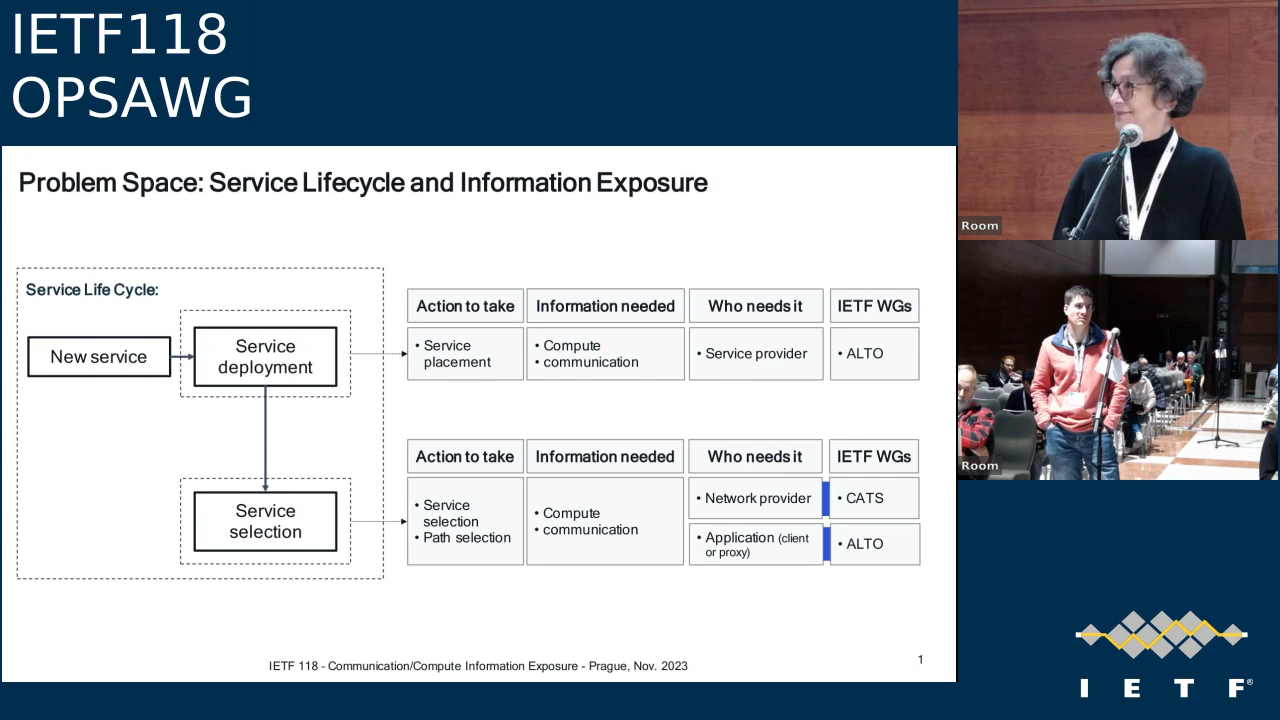 IETF118
OPSAWG
Problem Space: Service Lifecycle and Information Exposure
Service Life Cycle:
New service
Service
deployment
Service
selection
Action to take
Information needed
Who needs it
IETF WGs
• Service
placement
• Compute
• communication
• Service provider
• ALTO
Action to take
Information needed
Who needs it
IETF WGs
• Service
selection
• Path selection
• Compute
• communication
• Network provider
• CATS
• Application (client
or proxy)
• ALTO
IETF 118 - Communication/Compute Information Exposure - Prague, Nov. 2023
1
Room
Room
I E T F®